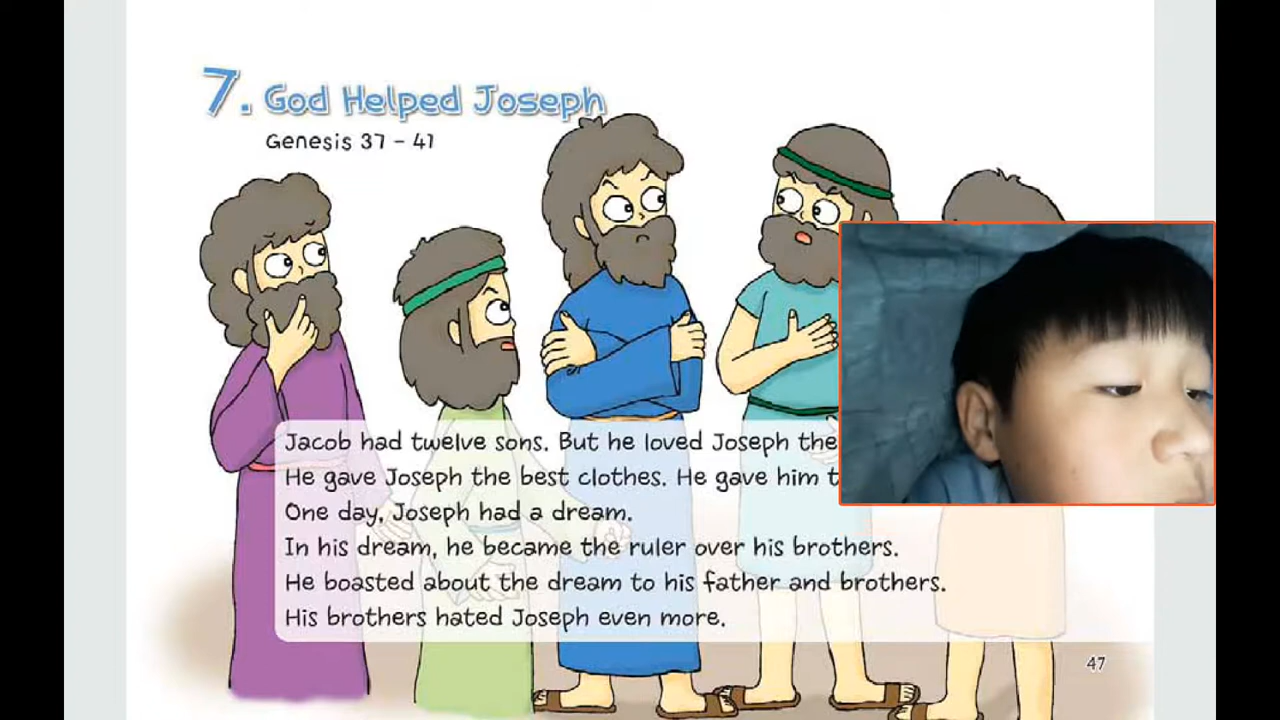 7. God Helped Joseph
Genesis 37 - 41
Jacob had twelve sons. But he loved Joseph the
He gave Joseph the best clothes. He gave him
One day, Joseph had a dream.
In his dream, he became the ruler over his brothers.
He boasted about the dream to his father and brothers.
His brothers hated Joseph even more.
47